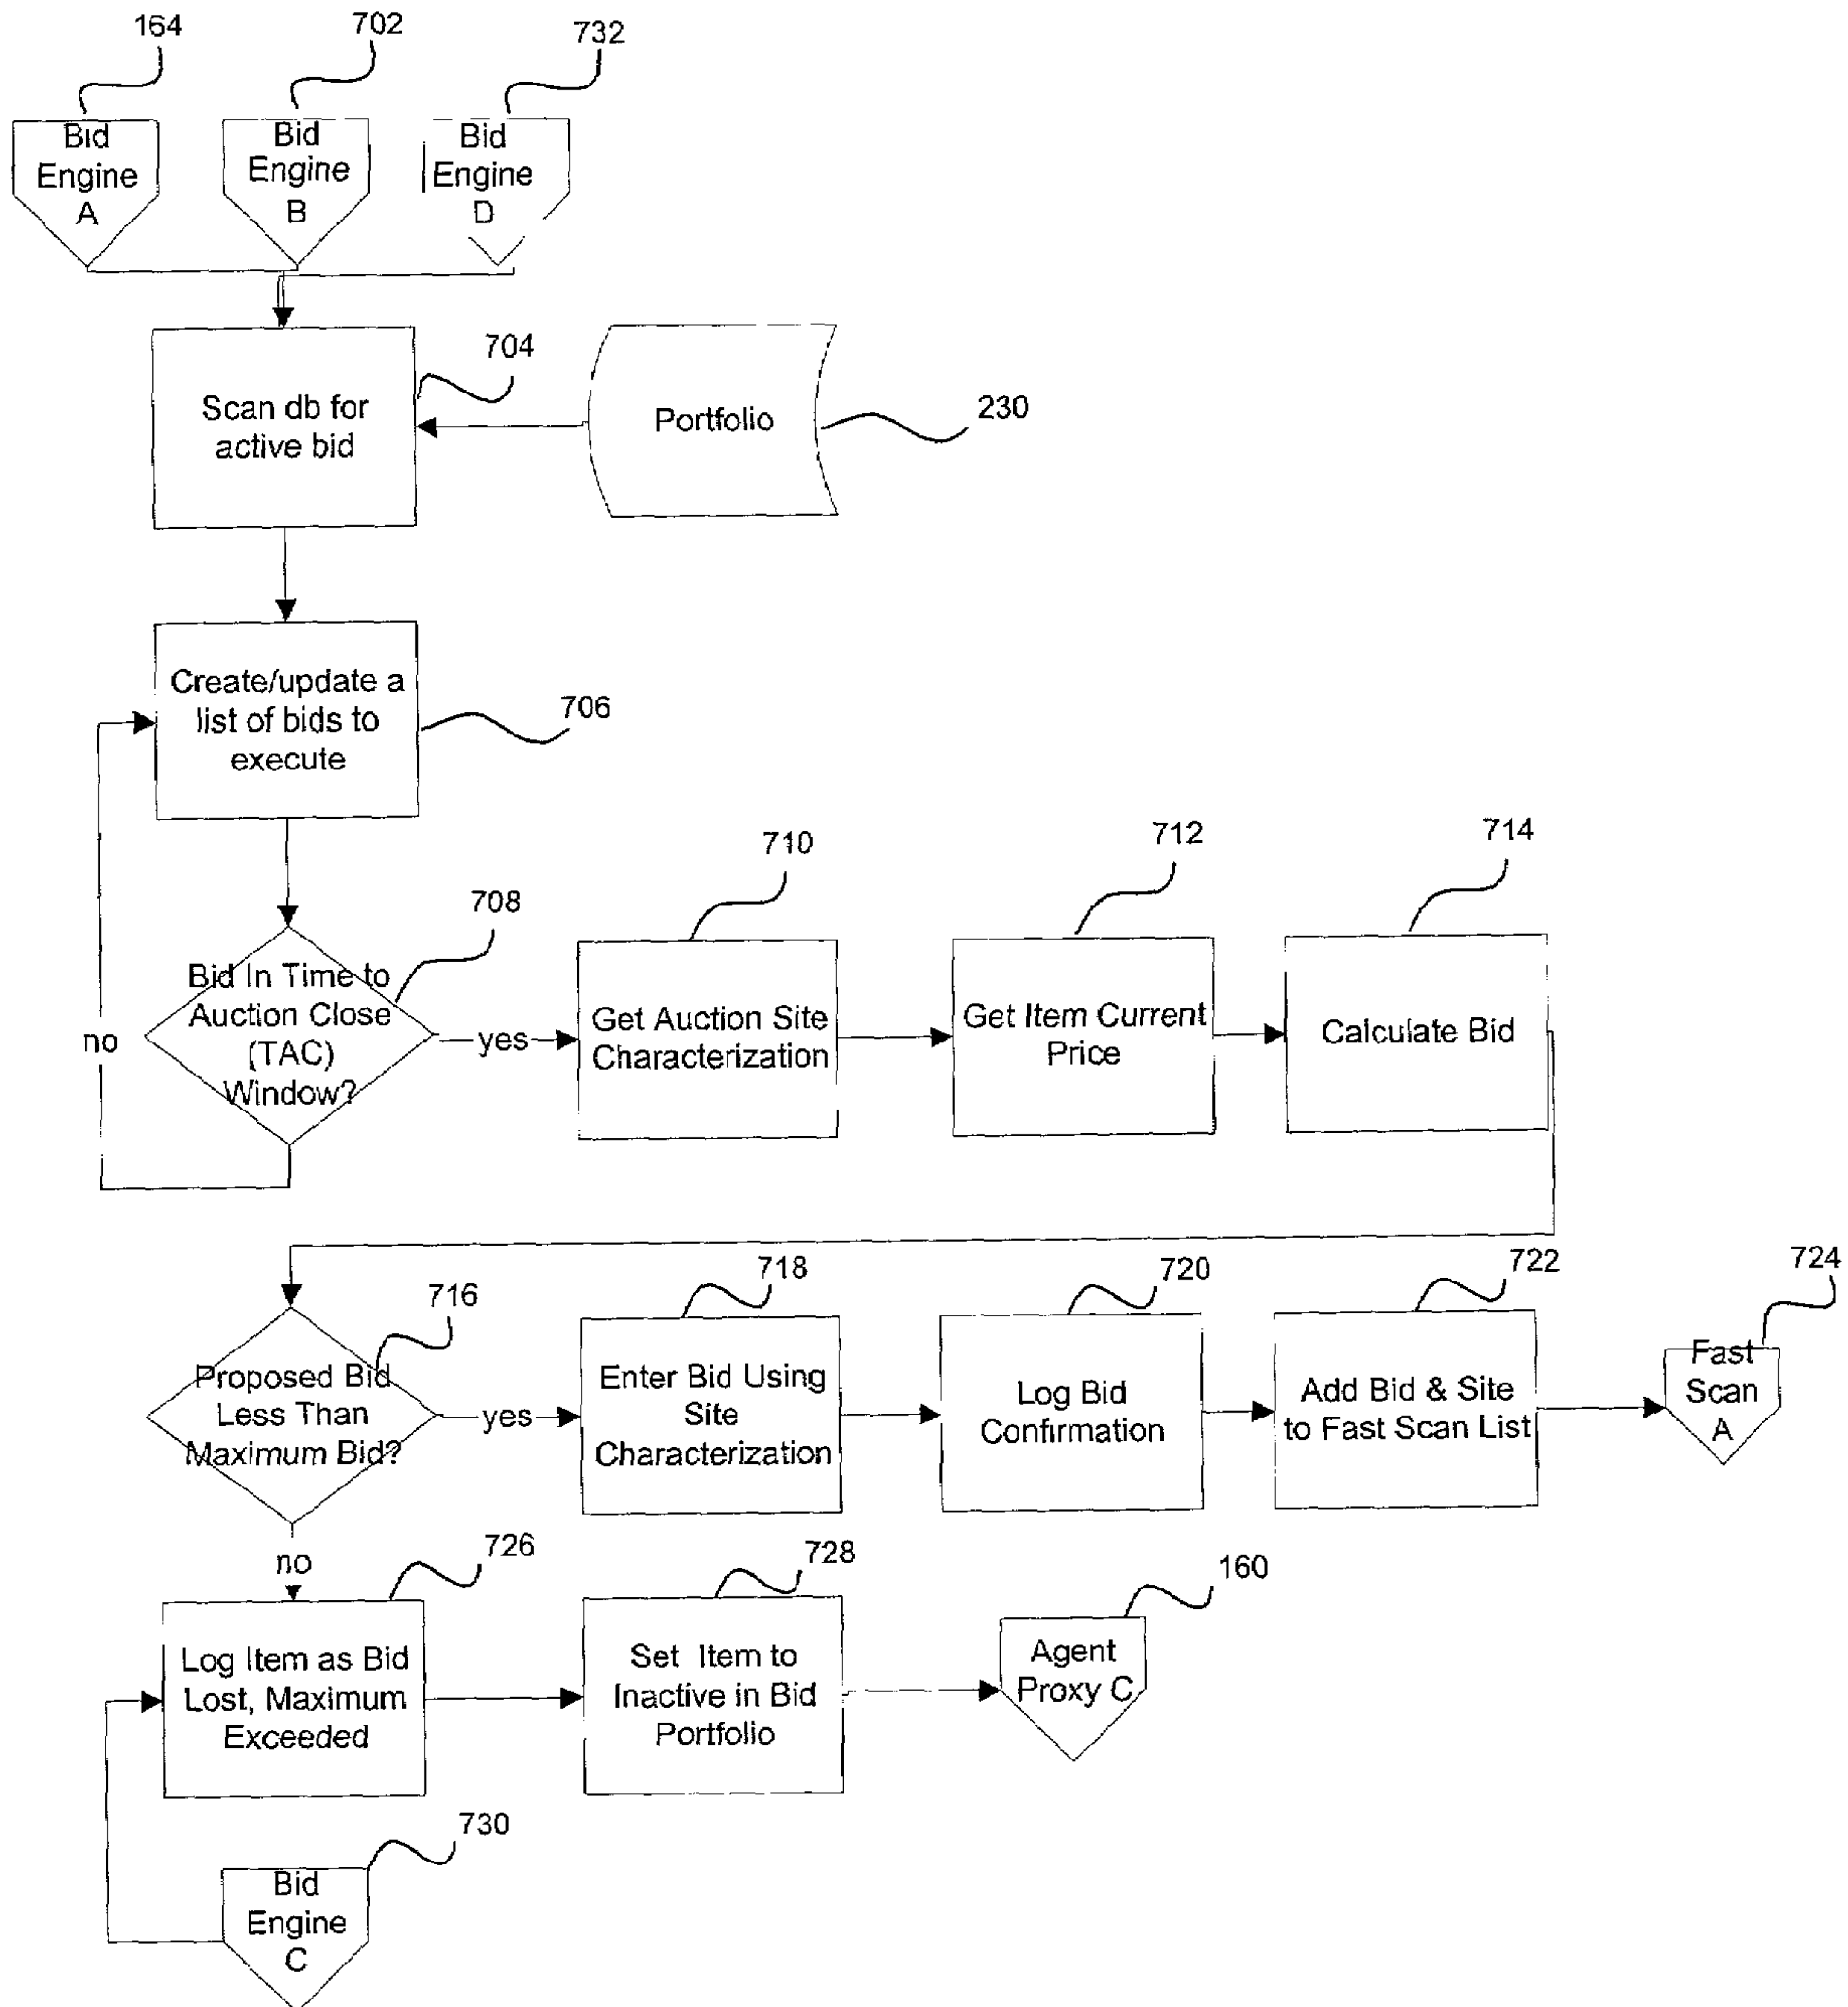 164
702
732
Bid
Engine
A
Bid
Engine
B
Bid
Engine
D
704
Scan db for
active bid
Portfolio
230
Create/update a
list of bids to
execute
706
710
712
714
708
Bid In Time to
Auction Close
(TAC)
Window?
no
yes
Get Auction Site
Characterization
Get Item Current
Price
Calculate Bid
716
718
720
722
724
Proposed Bid
Less Than
Maximum Bid?
yes
Enter Bid Using
Site
Characterization
Log Bid
Confirmation
Add Bid & Site
to Fast Scan List
Fast
Scan
A
no
726
728
160
Log Item as Bid
Lost, Maximum
Exceeded
Set Item to
Inactive in Bid
Portfolio
Agent
Proxy C
730
Bid
Engine
C